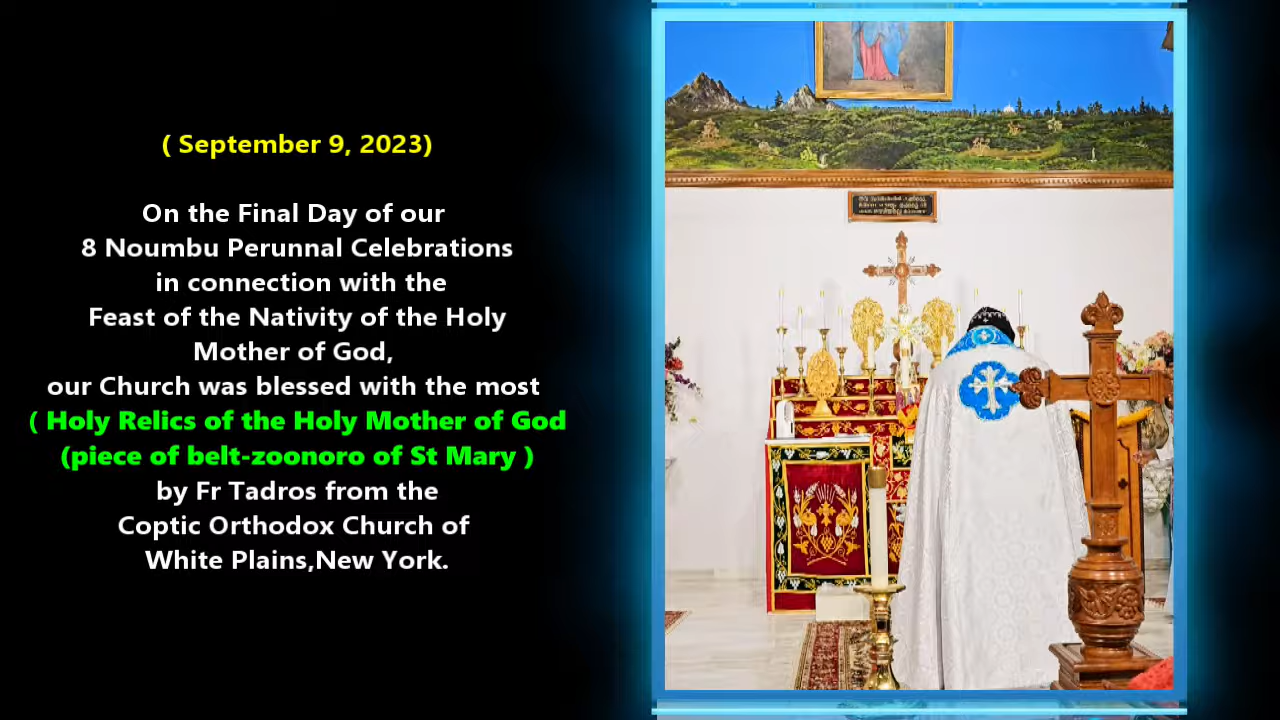 ( September 9, 2023)
On the Final Day of our
8 Noumbu Perunnal Celebrations
in connection with the
Feast of the Nativity of the Holy
Mother of God,
our Church was blessed with the most
( Holy Relics of the Holy Mother of God
(piece of belt-zoonoro of St Mary )
by Fr Tadros from the
Coptic Orthodox Church of
White Plains,New York.